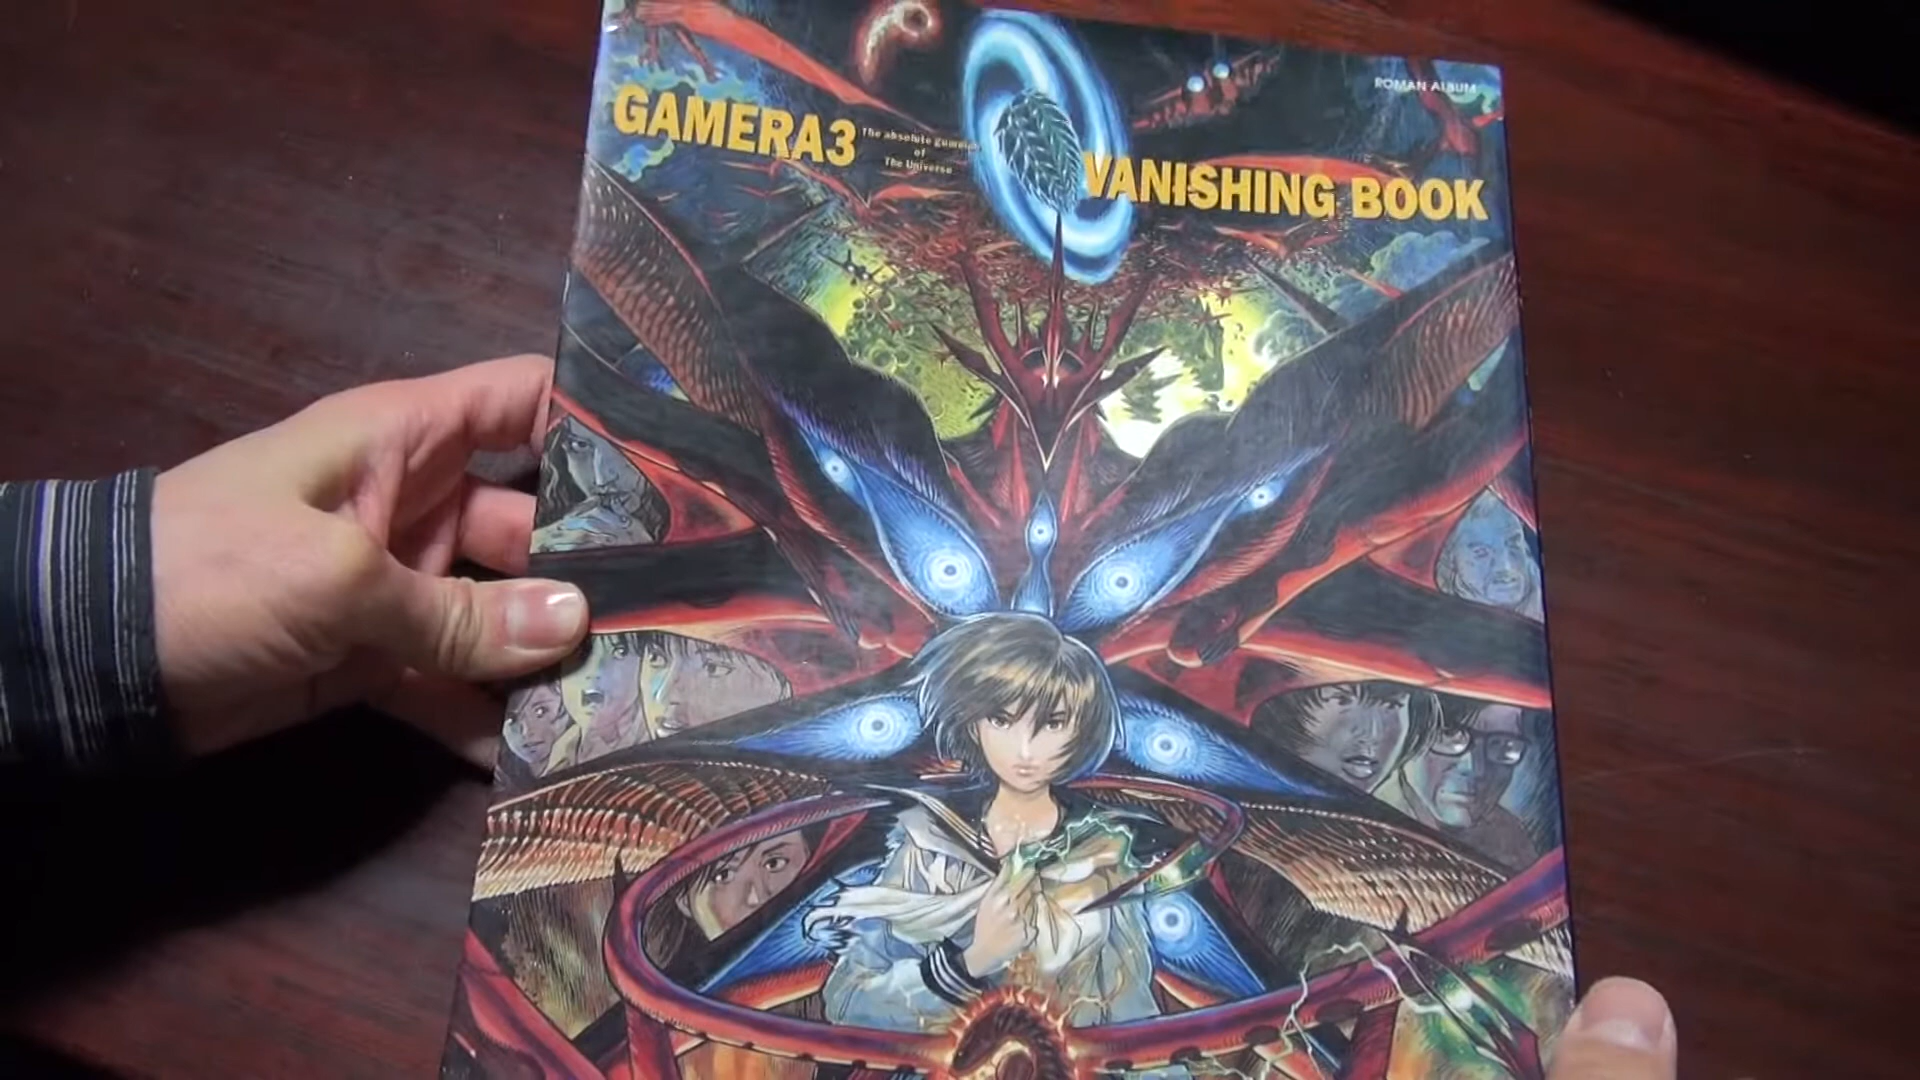 ROMAN ALBUM
GAMERA3
The absolute
of
The Universe
VANISHING BOOK